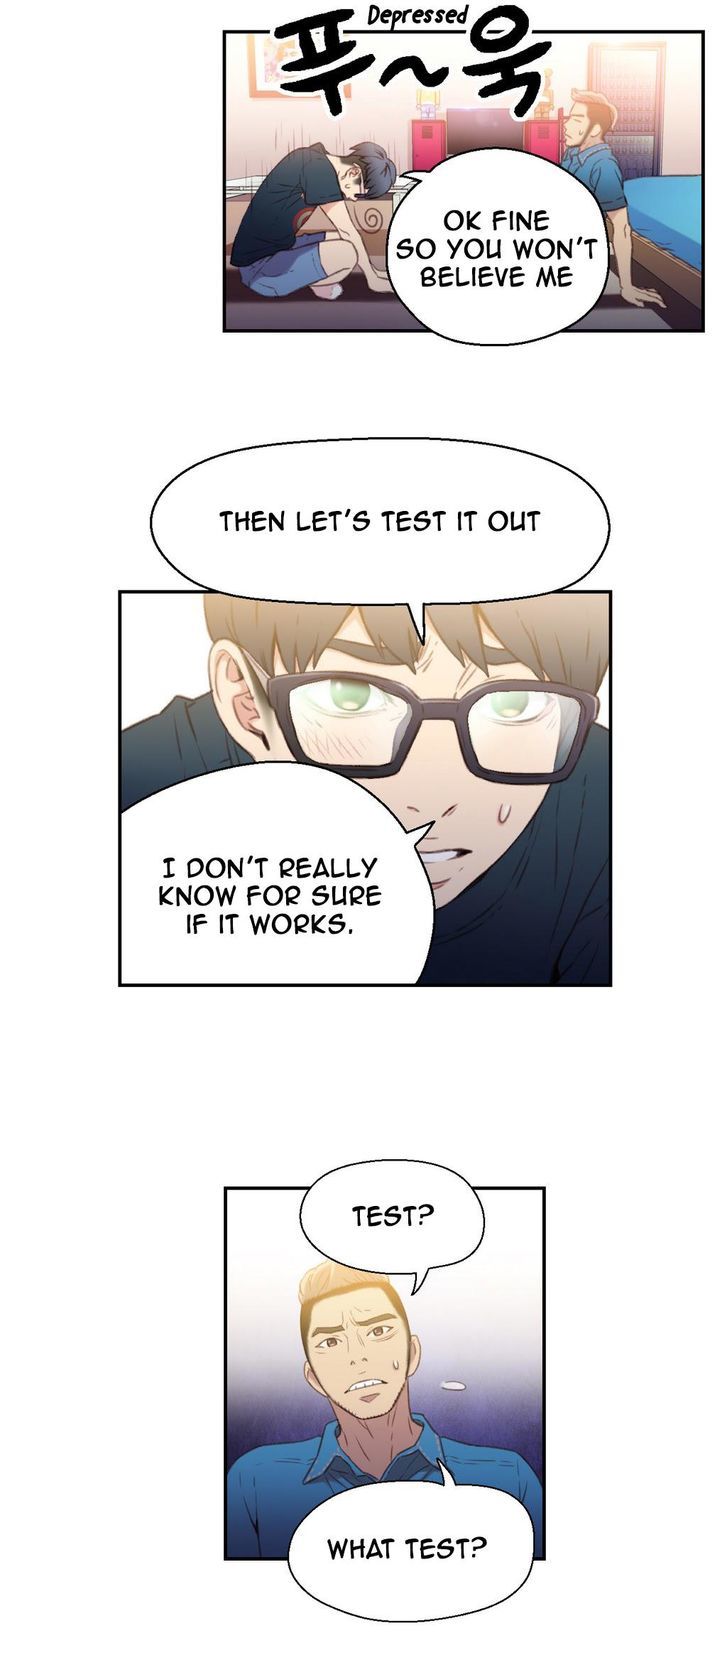 Depressed
푸~욱
OK FINE
SO YOU WON'T
BELIEVE ME
THEN LET'S TEST IT OUT
I DON'T REALLY
KNOW FOR SURE
IF IT WORKS.
TEST?
WHAT TEST?